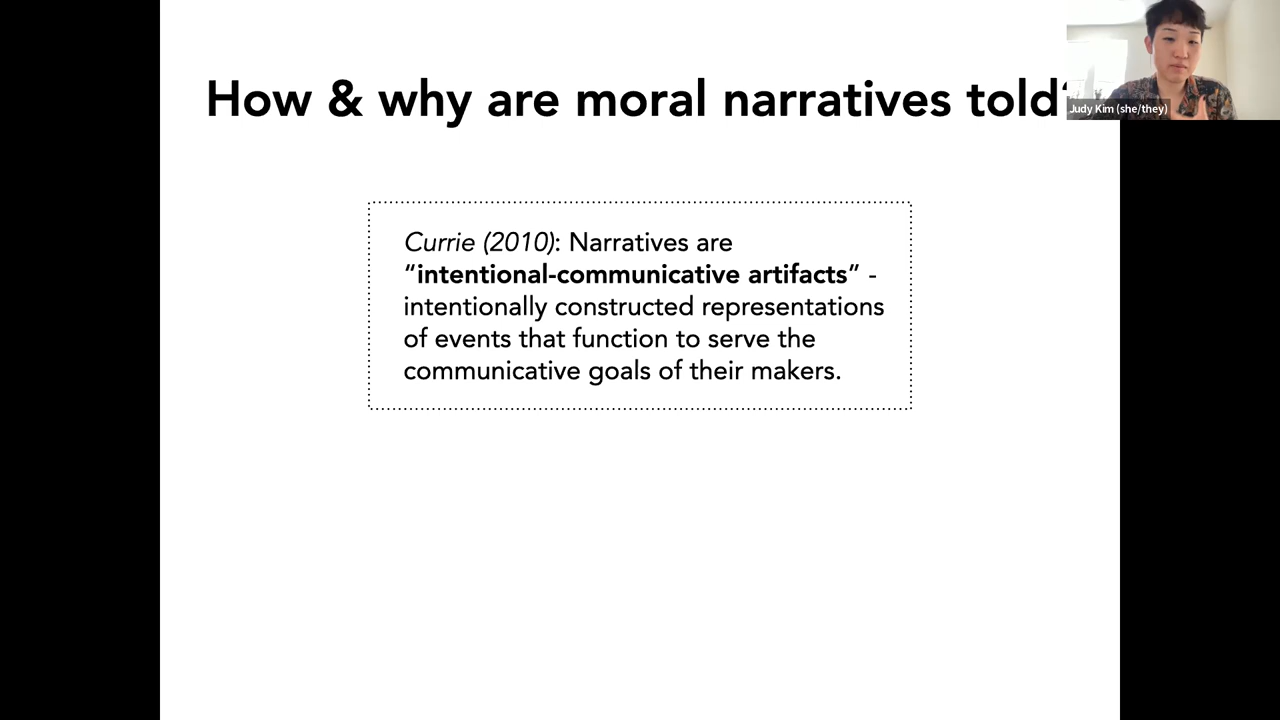 How & why are moral narratives told?
Judy Kim (she/they)
Currie (2010): Narratives are
“intentional-communicative artifacts” -
intentionally constructed representations
of events that function to serve the
communicative goals of their makers.